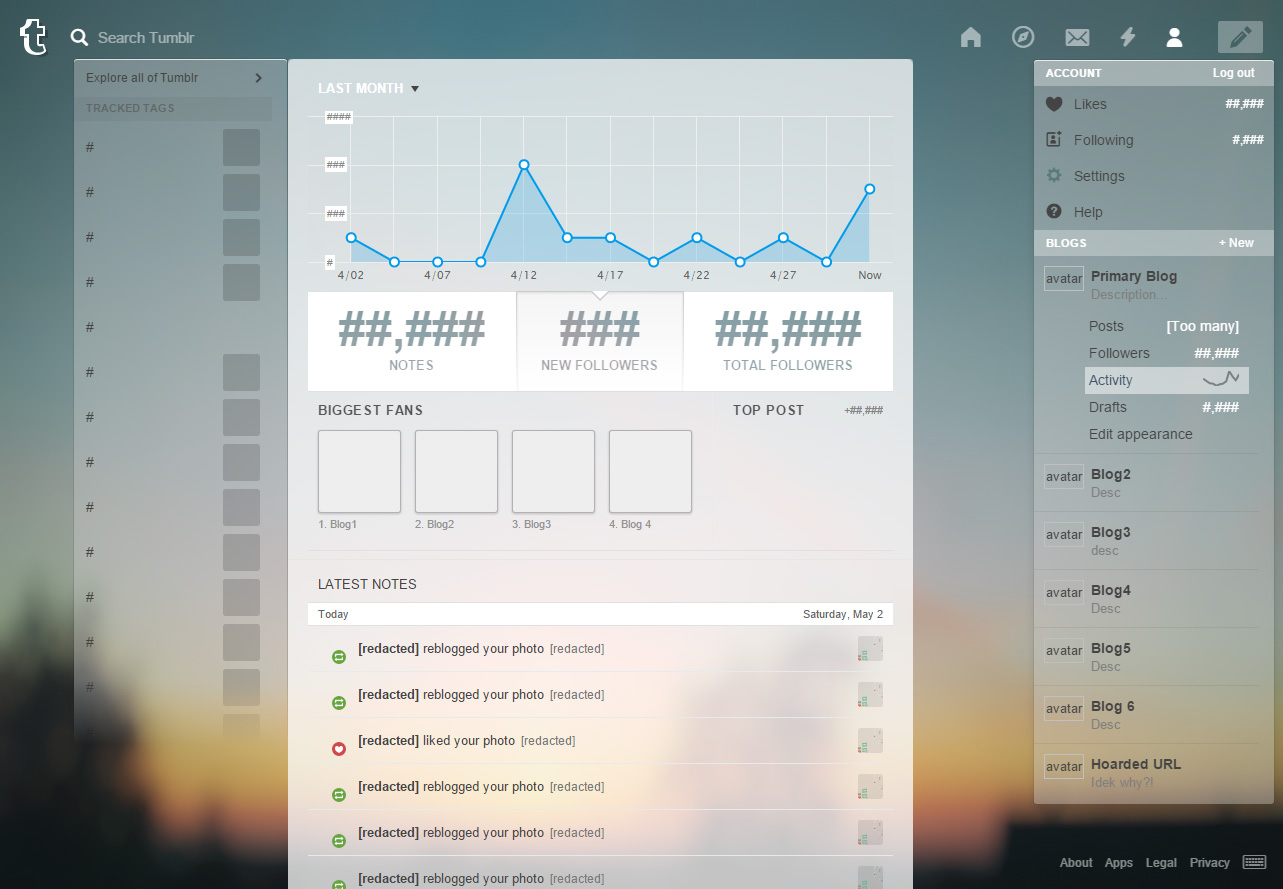 t
Search Tumblr
Explore all of Tumblr
TRACKED TAGS
#
#
#
#
#
#
#
#
#
#
#
#
#
LAST MONTH
####
###
###
#
4/02 4/07 4/12 4/17 4/22 4/27 Now
##,### ### ##,###
NOTES NEW FOLLOWERS TOTAL FOLLOWERS
BIGGEST FANS
TOP POST +##,###
1. Blog1 2. Blog2 3. Blog3 4. Blog 4
LATEST NOTES
Today Saturday, May 2
[redacted] reblogged your photo [redacted]
[redacted] reblogged your photo [redacted]
[redacted] liked your photo [redacted]
[redacted] reblogged your photo [redacted]
[redacted] reblogged your photo [redacted]
[redacted] reblogged your photo [redacted]
ACCOUNT Log out
Likes ##,###
Following #,###
Settings
Help
BLOGS + New
avatar Primary Blog
Description...
Posts [Too many]
Followers ##,###
Activity
Drafts #,###
Edit appearance
avatar Blog2
Desc
avatar Blog3
desc
avatar Blog4
Desc
avatar Blog5
Desc
avatar Blog 6
Desc
avatar Hoarded URL
Idek why?!
About Apps Legal Privacy